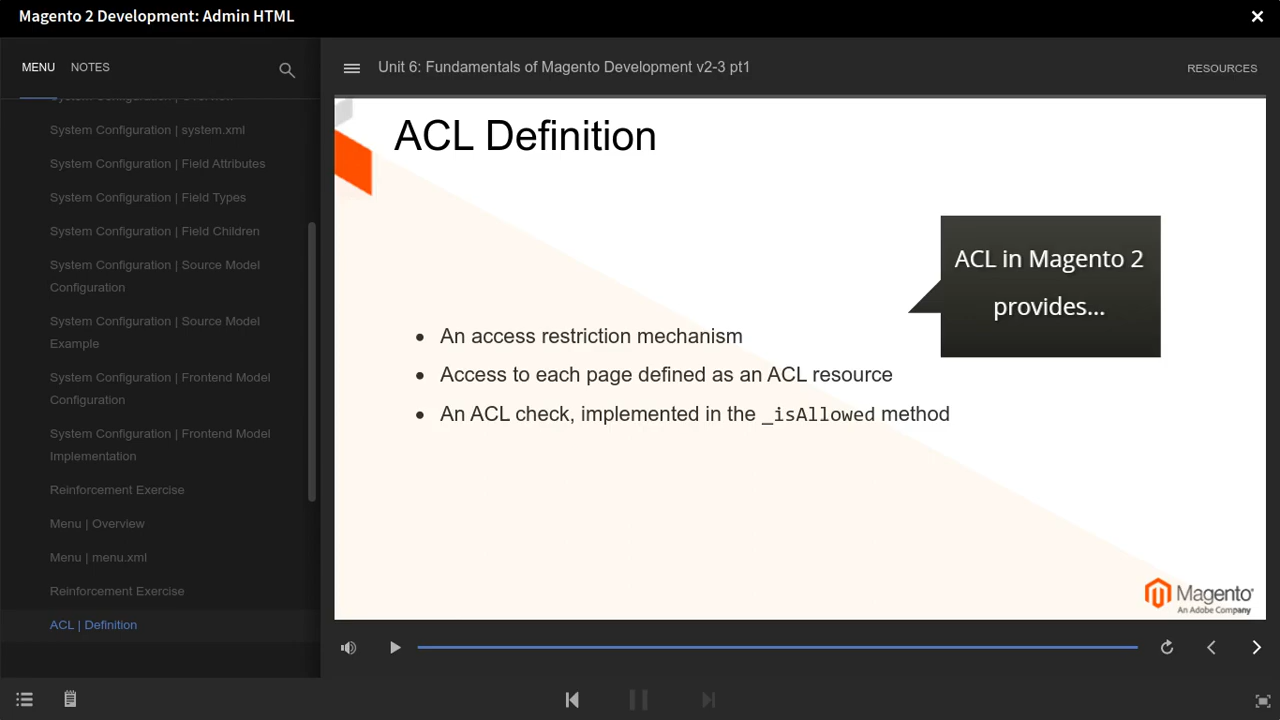 Magento 2 Development: Admin HTML
MENU NOTES
Unit 6: Fundamentals of Magento Development v2-3 pt1
RESOURCES
System Configuration | Overview
System Configuration | system.xml
System Configuration | Field Attributes
System Configuration | Field Types
System Configuration | Field Children
System Configuration | Source Model
Configuration
System Configuration | Source Model
Example
System Configuration | Frontend Model
Configuration
System Configuration | Frontend Model
Implementation
Reinforcement Exercise
Menu | Overview
Menu | menu.xml
Reinforcement Exercise
ACL | Definition
ACL Definition
ACL in Magento 2
provides...
• An access restriction mechanism
• Access to each page defined as an ACL resource
• An ACL check, implemented in the _isAllowed method
Magento
An Adobe Company